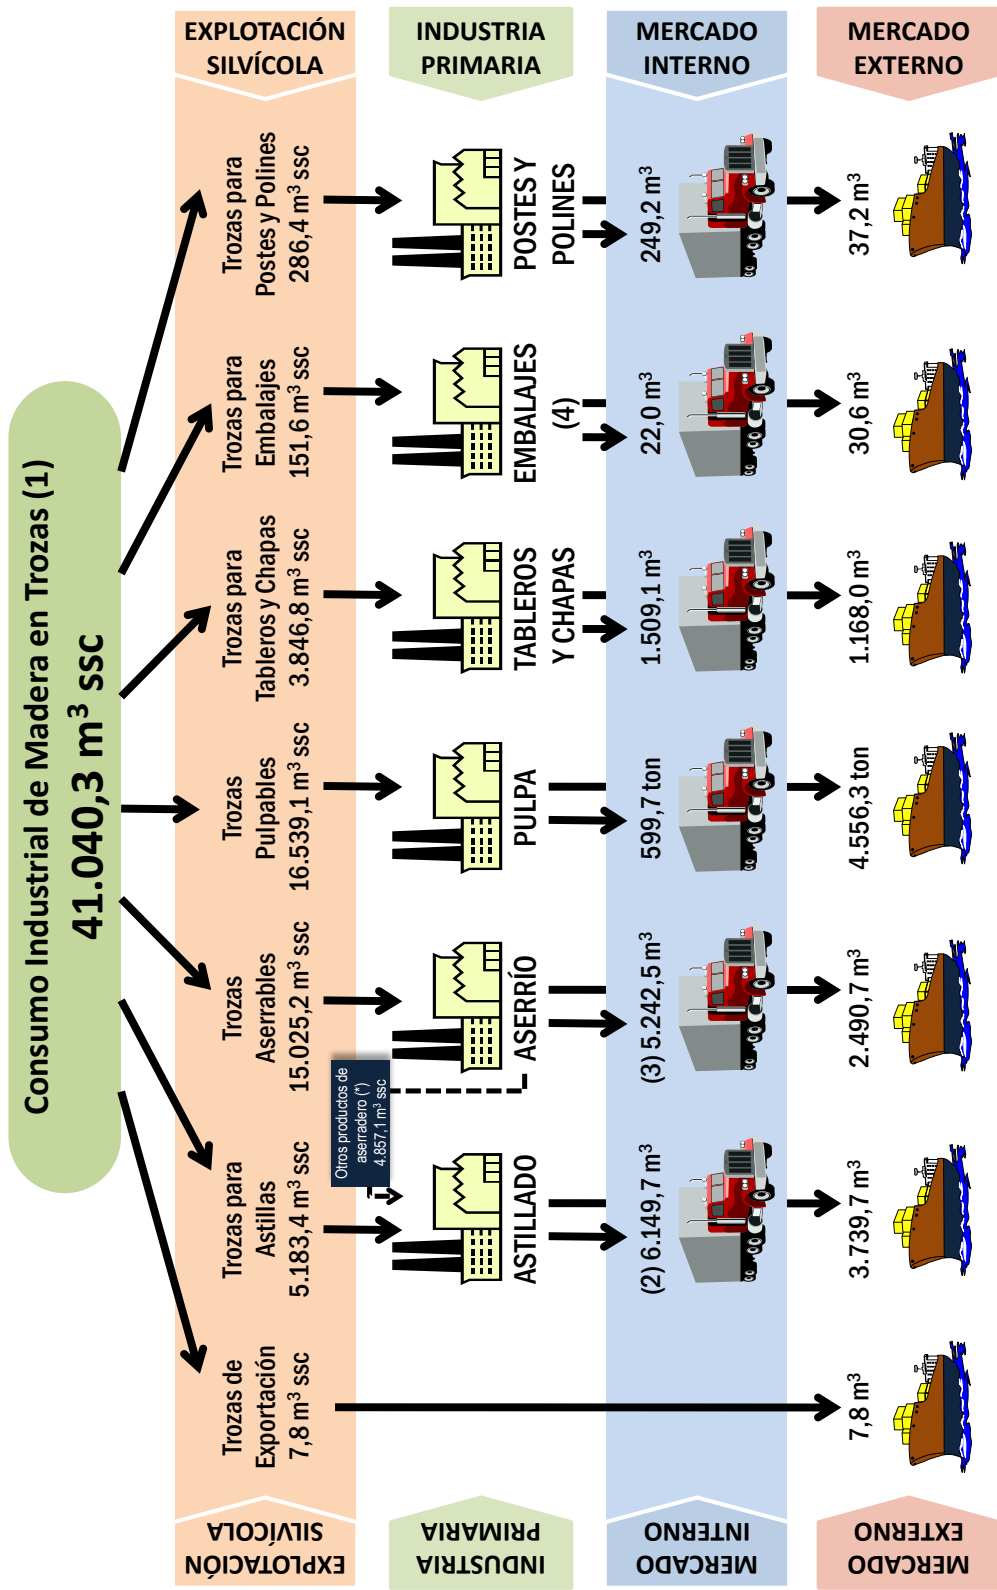 Consumo Industrial de Madera en Trozas (1)
41.040,3 m³ ssc
EXPLOTACIÓN
SILVÍCOLA
Trozas de
Exportación
7,8 m³ ssc
Trozas para
Astillas
5.183,4 m³ ssc
Trozas
Aserrables
15.025,2 m³ ssc
Trozas
Pulpables
16.539,1 m³ ssc
Trozas para
Tableros y Chapas
3.846,8 m³ ssc
Trozas para
Embalajes
151,6 m³ ssc
Trozas para
Postes y Polines
286,4 m³ ssc
EXPLOTACIÓN
SILVÍCOLA
Otros productos de
aserradero (*)
4.857,1 m³ ssc
INDUSTRIA
PRIMARIA
ASTILLADO
ASERRÍO
PULPA
TABLEROS
Y CHAPAS
EMBALAJES
(4)
POSTES Y
POLINES
INDUSTRIA
PRIMARIA
MERCADO
INTERNO
(2) 6.149,7 m³
(3) 5.242,5 m³
599,7 ton
1.509,1 m³
22,0 m³
249,2 m³
MERCADO
INTERNO
MERCADO
EXTERNO
7,8 m³
3.739,7 m³
2.490,7 m³
4.556,3 ton
1.168,0 m³
30,6 m³
37,2 m³
MERCADO
EXTERNO